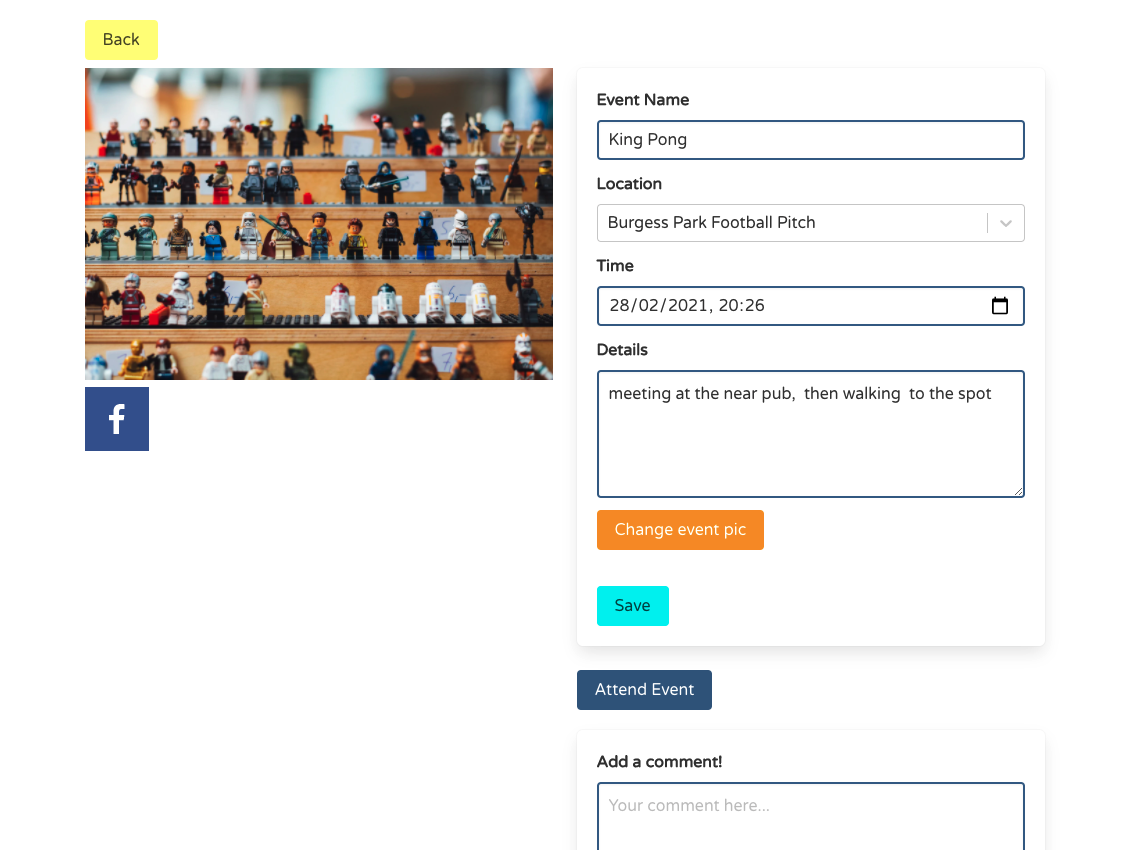 Back
Event Name
King Pong
Location
Burgess Park Football Pitch
Time
28/02/2021, 20:26
Details
meeting at the near pub,  then walking  to the spot
Change event pic
Save
Attend Event
Add a comment!
Your comment here...